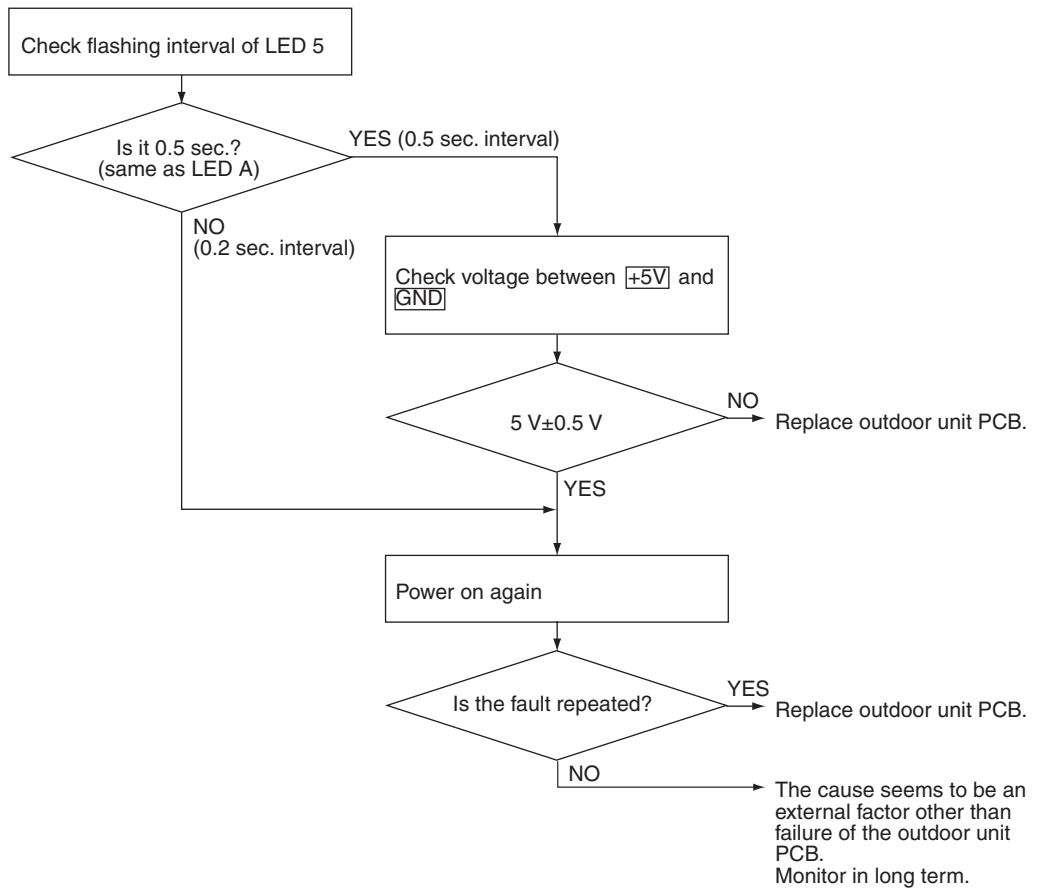 Check flashing interval of LED 5
Is it 0.5 sec.?
(same as LED A)
YES (0.5 sec. interval)
NO
(0.2 sec. interval)
Check voltage between +5V and
GND
5 V±0.5 V
NO
Replace outdoor unit PCB.
YES
Power on again
Is the fault repeated?
YES
Replace outdoor unit PCB.
NO
The cause seems to be an
external factor other than
failure of the outdoor unit
PCB.
Monitor in long term.